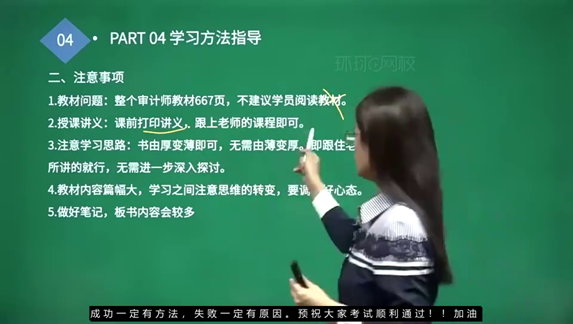 04
• PART 04 学习方法指导
环球@网校
二、注意事项
1.教材问题：整个审计师教材667页，不建议学员阅读教材。
2.授课讲义：课前打印讲义，跟上老师的课程即可。
3.注意学习思路：书由厚变薄即可，无需由薄变厚。即跟住老
所讲的就行，无需进一步深入探讨。
4.教材内容篇幅大，学习之间注意思维的转变，要调 好心态。
5.做好笔记，板书内容会较多
成功一定有方法，失败一定有原因。预祝大家考试顺利通过！！加油